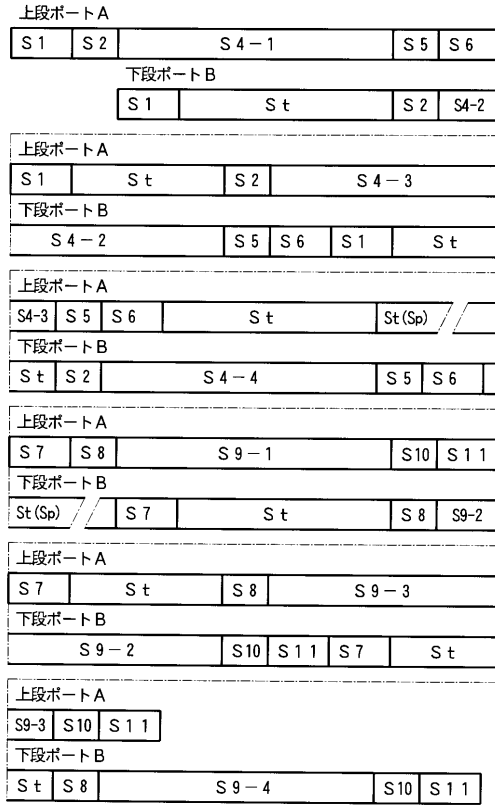 上段ポートA
S1 S2 S4-1 S5 S6
下段ポートB
S1 St S2 S4-2
上段ポートA
S1 St S2 S4-3
下段ポートB
S4-2 S5 S6 S1 St
上段ポートA
S4-3 S5 S6 St St(Sp)
下段ポートB
St S2 S4-4 S5 S6
上段ポートA
S7 S8 S9-1 S10 S11
下段ポートB
St(Sp) S7 St S8 S9-2
上段ポートA
S7 St S8 S9-3
下段ポートB
S9-2 S10 S11 S7 St
上段ポートA
S9-3 S10 S11
下段ポートB
St S8 S9-4 S10 S11